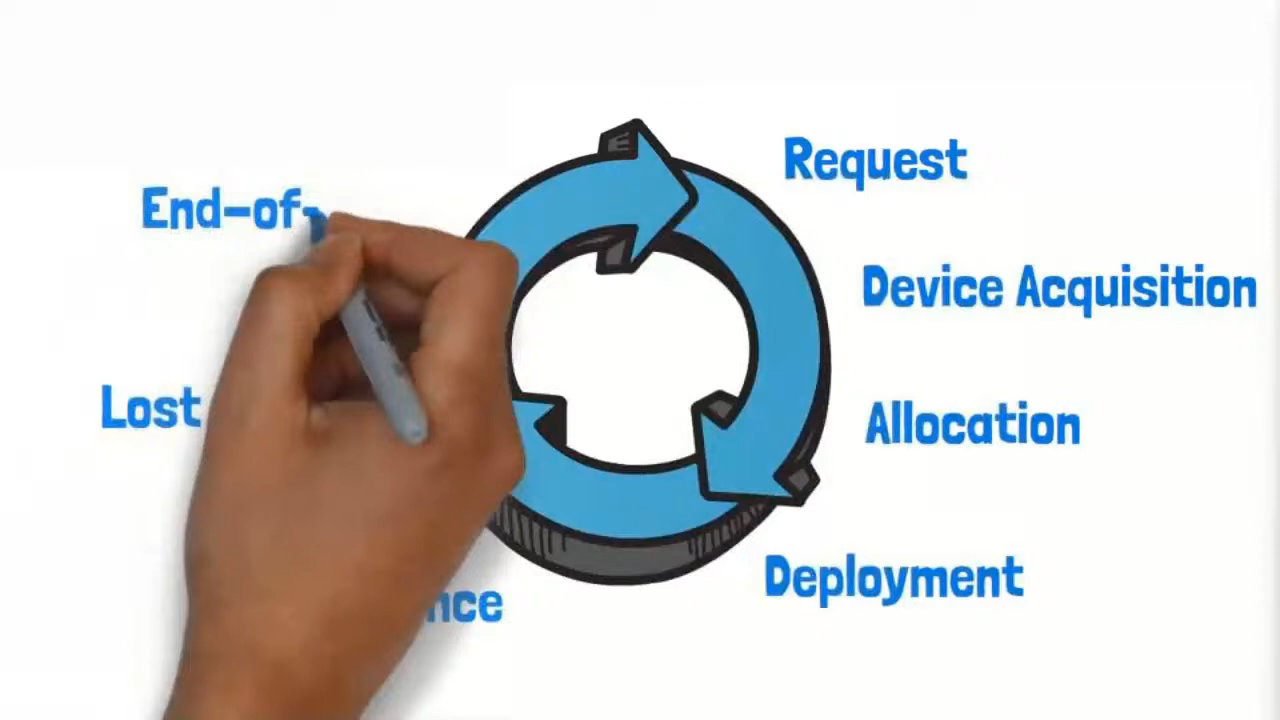 Request
Device Acquisition
Allocation
Deployment
nce
Lost
End-of-